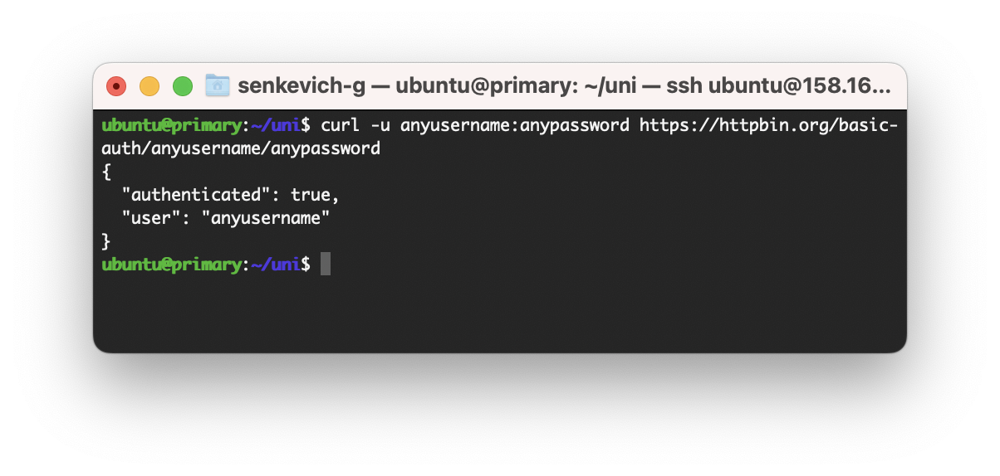 senkevich-g — ubuntu@primary: ~/uni — ssh ubuntu@158.16...
ubuntu@primary:~/uni$ curl -u anyusername:anypassword https://httpbin.org/basic-
auth/anyusername/anypassword
{
  "authenticated": true,
  "user": "anyusername"
}
ubuntu@primary:~/uni$